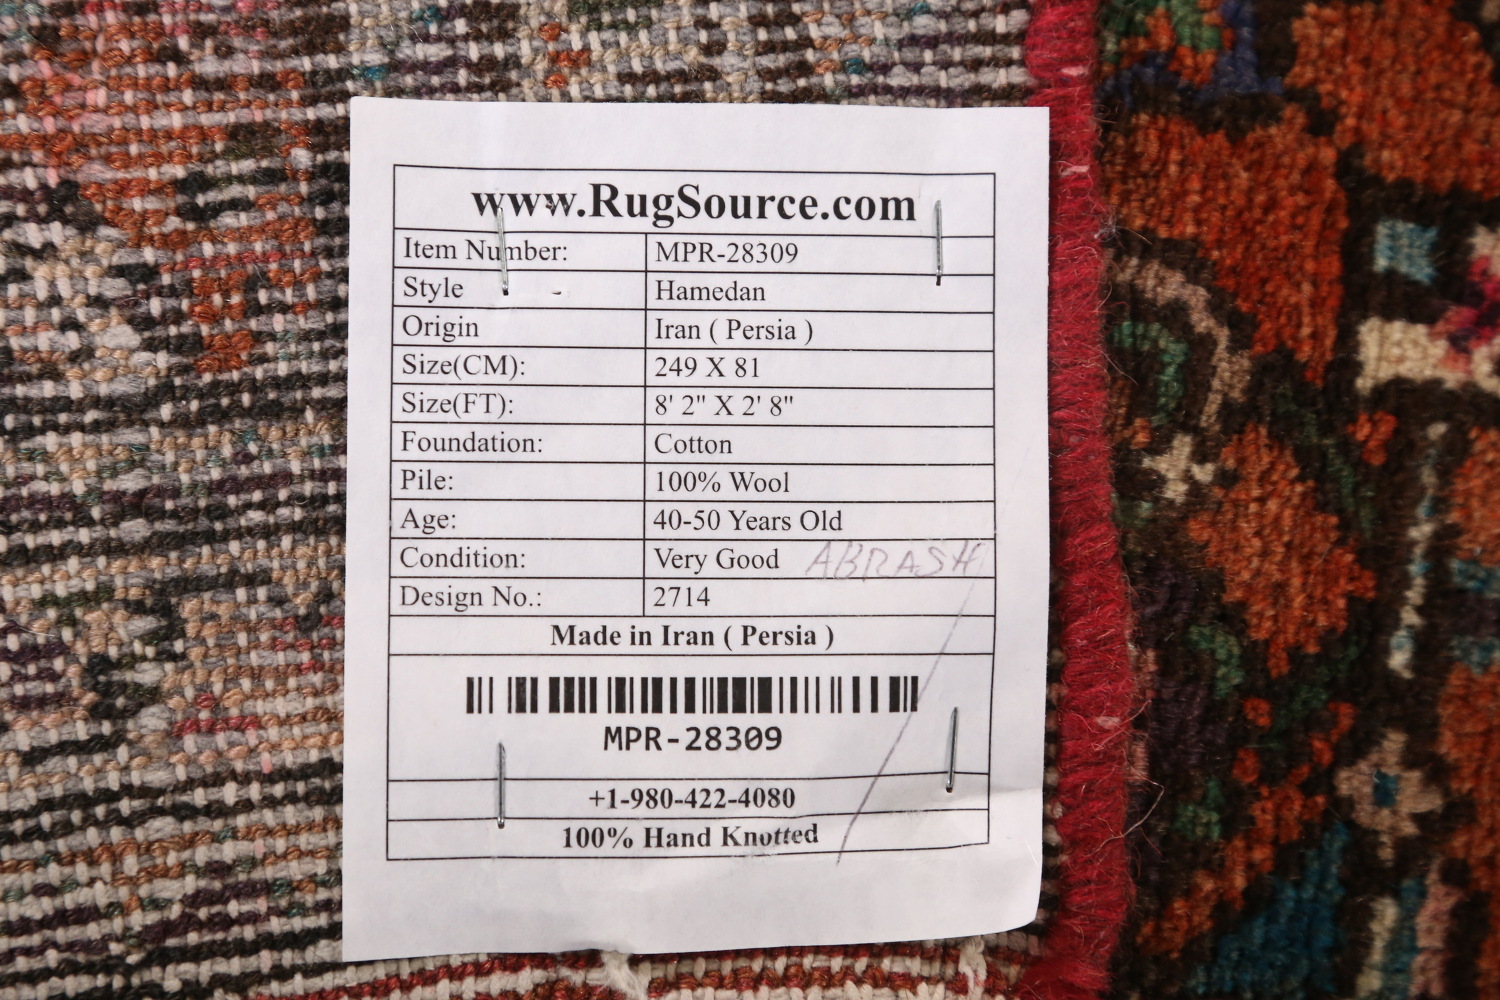 www.RugSource.com
Item Number: MPR-28309
Style Hamedan
Origin Iran ( Persia )
Size(CM): 249 X 81
Size(FT): 8' 2" X 2' 8"
Foundation: Cotton
Pile: 100% Wool
Age: 40-50 Years Old
Condition: Very Good ABRASH
Design No.: 2714
Made in Iran ( Persia )
MPR-28309
+1-980-422-4080
100% Hand Knotted